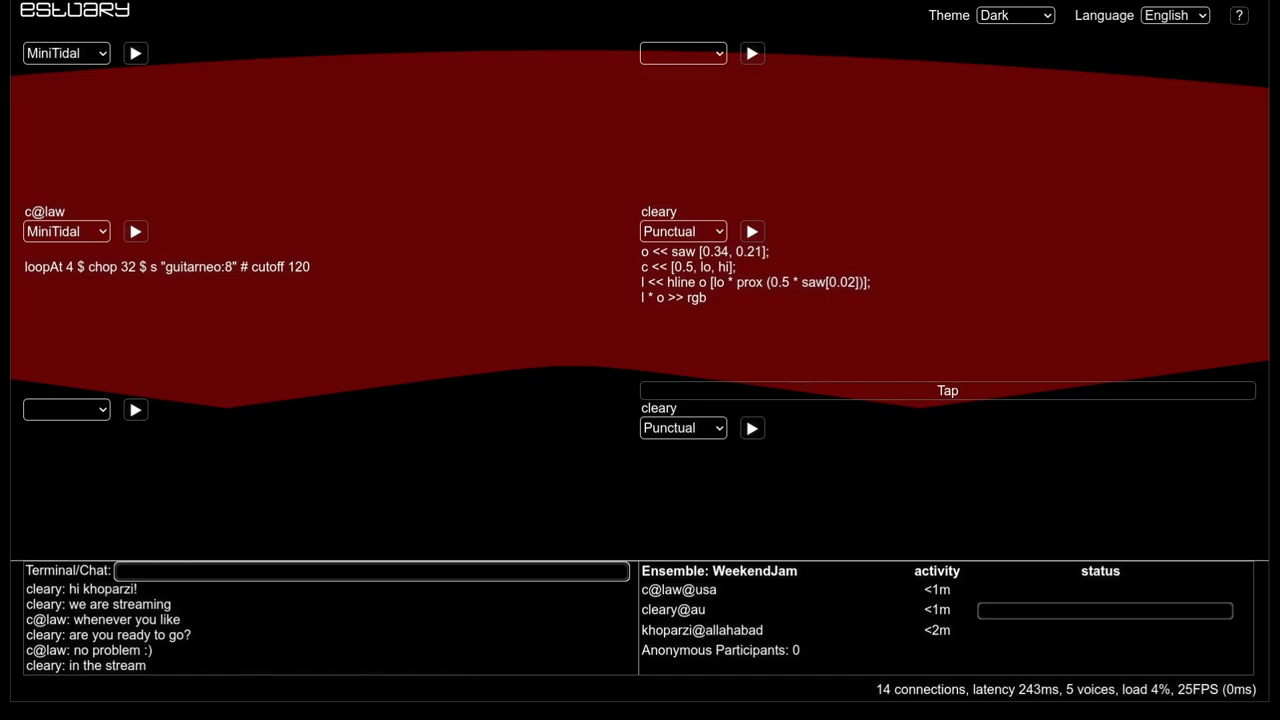 estuary
Theme Dark Language English ?
MiniTidal
c@law
MiniTidal
loopAt 4 $ chop 32 $ s "guitarneo:8" # cutoff 120
cleary
Punctual
o << saw [0.34, 0.21];
c << [0.5, lo, hi];
l << hline o [lo * prox (0.5 * saw[0.02])];
l * o >> rgb
Tap
cleary
Punctual
Terminal/Chat:
cleary: hi khoparzi!
cleary: we are streaming
c@law: whenever you like
cleary: are you ready to go?
c@law: no problem :)
cleary: in the stream
Ensemble: WeekendJam activity status
c@law@usa <1m
cleary@au <1m
khoparzi@allahabad <2m
Anonymous Participants: 0
14 connections, latency 243ms, 5 voices, load 4%, 25FPS (0ms)